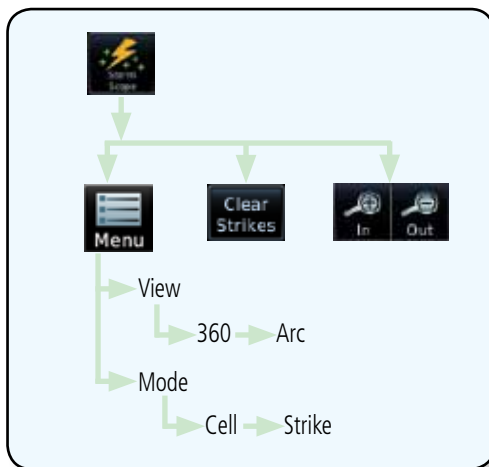 Storm
Scope
Menu
Clear
Strikes
In
Out
View
360
Arc
Mode
Cell
Strike